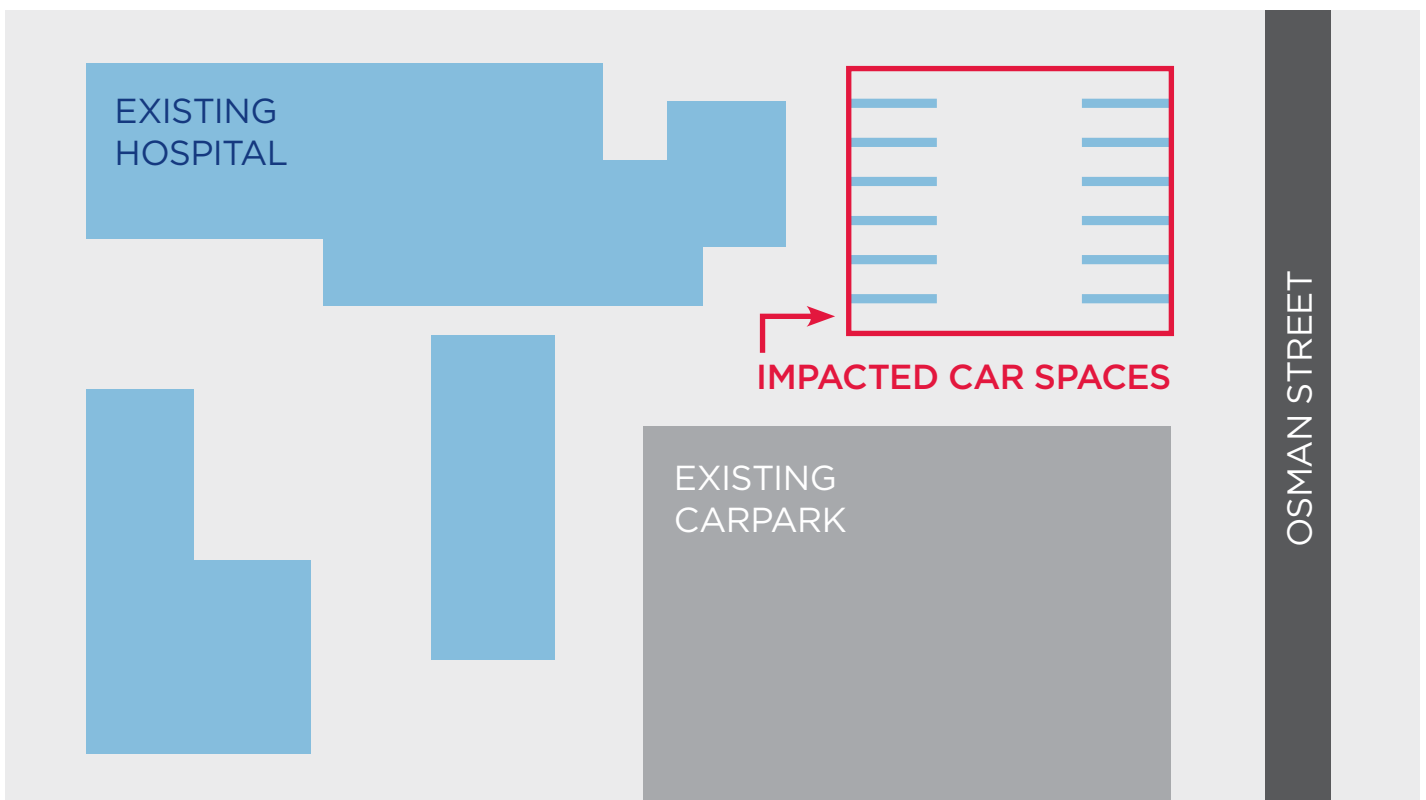 EXISTING
HOSPITAL
IMPACTED CAR SPACES
EXISTING
CARPARK
OSMAN STREET